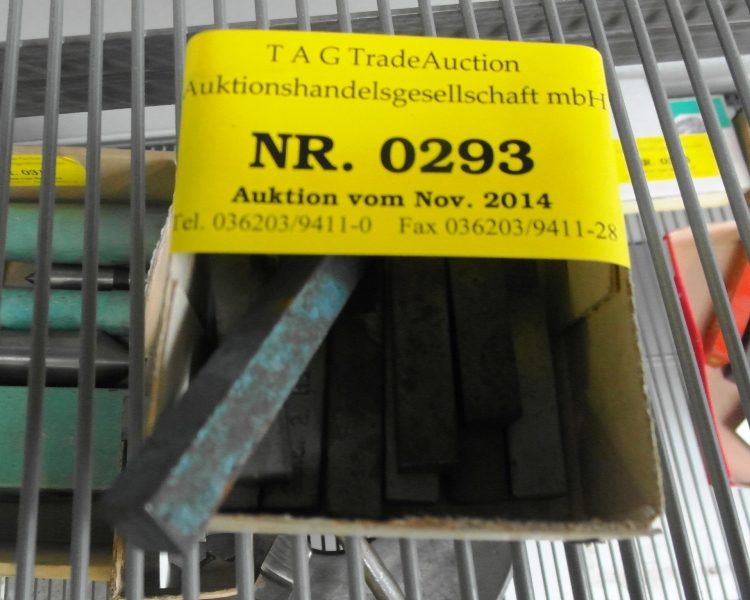 T A G TradeAuction
Auktionshandelsgesellschaft mbH
NR. 0293
Auktion vom Nov. 2014
Tel. 036203/9411-0 Fax 036203/9411-28